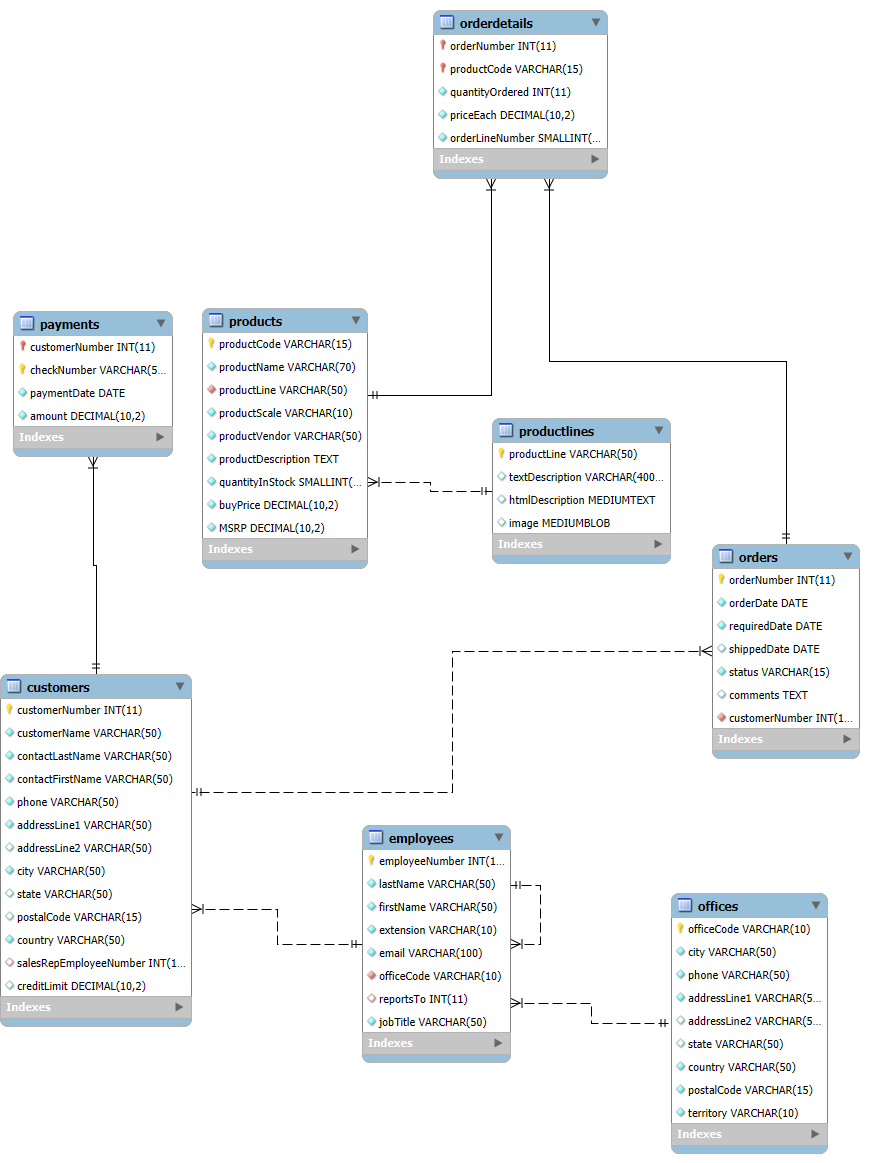 orderdetails
orderNumber INT(11)
productCode VARCHAR(15)
quantityOrdered INT(11)
priceEach DECIMAL(10,2)
orderLineNumber SMALLINT(...
Indexes
payments
customerNumber INT(11)
checkNumber VARCHAR(5...
paymentDate DATE
amount DECIMAL(10,2)
Indexes
products
productCode VARCHAR(15)
productName VARCHAR(70)
productLine VARCHAR(50)
productScale VARCHAR(10)
productVendor VARCHAR(50)
productDescription TEXT
quantityInStock SMALLINT(...
buyPrice DECIMAL(10,2)
MSRP DECIMAL(10,2)
Indexes
productlines
productLine VARCHAR(50)
textDescription VARCHAR(400...
htmlDescription MEDIUMTEXT
image MEDIUMBLOB
Indexes
orders
orderNumber INT(11)
orderDate DATE
requiredDate DATE
shippedDate DATE
status VARCHAR(15)
comments TEXT
customerNumber INT(1...
Indexes
customers
customerNumber INT(11)
customerName VARCHAR(50)
contactLastName VARCHAR(50)
contactFirstName VARCHAR(50)
phone VARCHAR(50)
addressLine1 VARCHAR(50)
addressLine2 VARCHAR(50)
city VARCHAR(50)
state VARCHAR(50)
postalCode VARCHAR(15)
country VARCHAR(50)
salesRepEmployeeNumber INT(1...
creditLimit DECIMAL(10,2)
Indexes
employees
employeeNumber INT(1...
lastName VARCHAR(50)
firstName VARCHAR(50)
extension VARCHAR(10)
email VARCHAR(100)
officeCode VARCHAR(10)
reportsTo INT(11)
jobTitle VARCHAR(50)
Indexes
offices
officeCode VARCHAR(10)
city VARCHAR(50)
phone VARCHAR(50)
addressLine1 VARCHAR(5...
addressLine2 VARCHAR(5...
state VARCHAR(50)
country VARCHAR(50)
postalCode VARCHAR(15)
territory VARCHAR(10)
Indexes